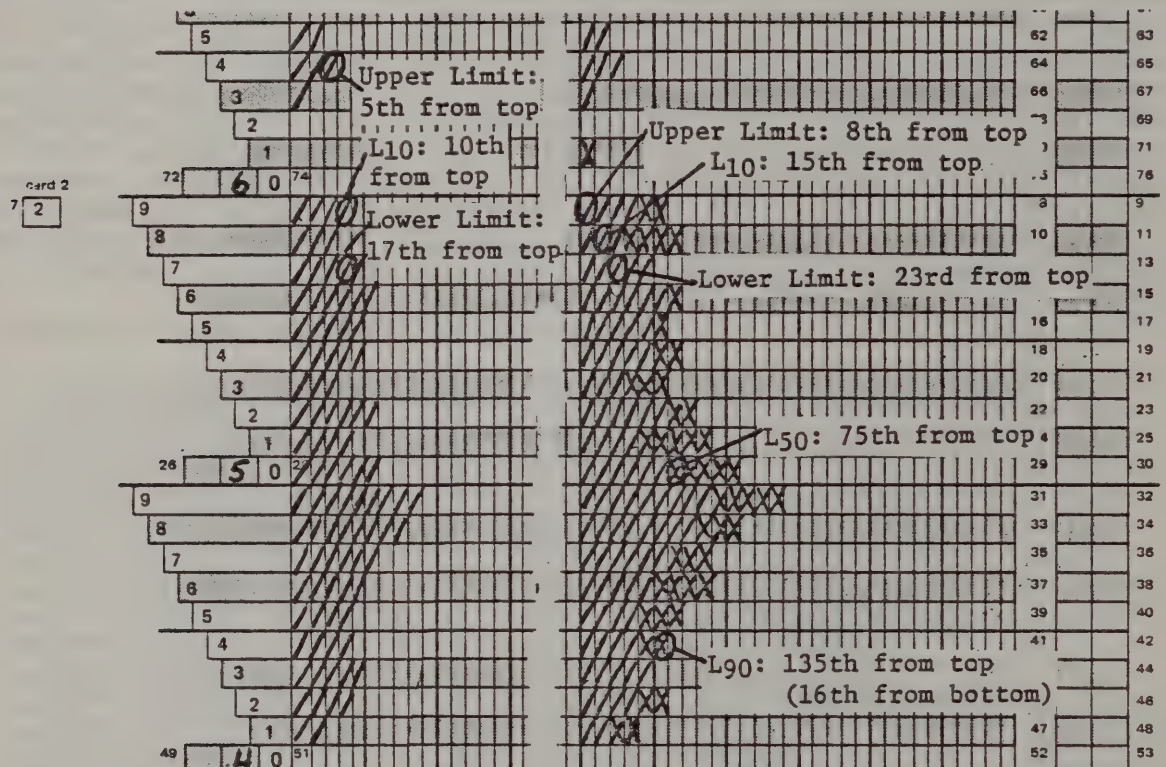 5 62 63
4 64 65
Upper Limit:
3 66 67
5th from top
2 69
Upper Limit: 8th from top
1 71
L10: 10th
from top
L10: 15th from top
72 6 0 74 76
card 2
7 2
9 8 9
Lower Limit:
17th from top
8 10 11
7 13
Lower Limit: 23rd from top
6 15
5 16 17
4 18 19
3 20 21
2 22 23
1 4 25
L50: 75th from top
26 5 0 29 30
9 31 32
8 33 34
7 35 36
6 37 38
5 39 40
4 41 42
L90: 135th from top
(16th from bottom)
3 44
2 46
1 47 48
49 4 0 51 52 53